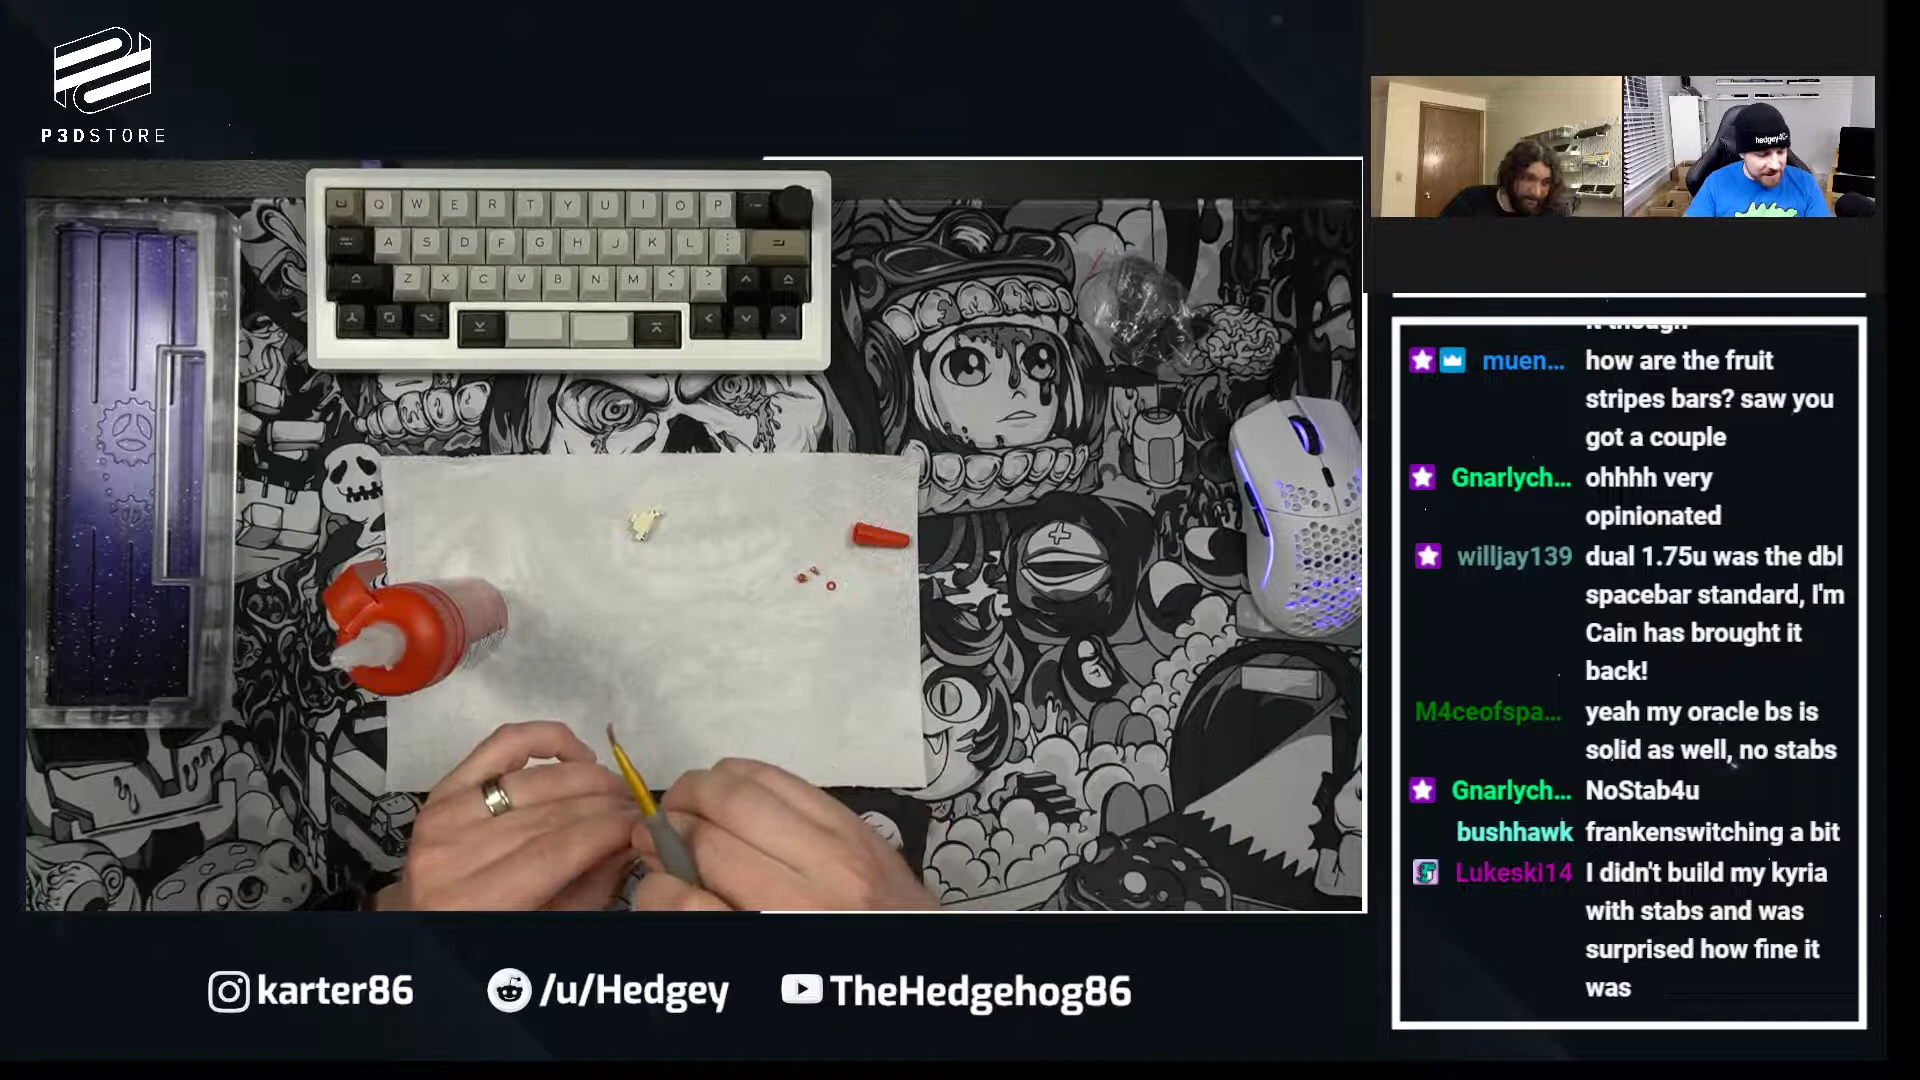 P3DSTORE
Q W E R T Y U I O P
A S D F G H J K L
Z X C V B N M < >
hedgey40
it though
muen... how are the fruit
stripes bars? saw you
got a couple
Gnarlych... ohhhh very
opinionated
willjay139 dual 1.75u was the dbl
spacebar standard, I'm
Cain has brought it
back!
M4ceofspa... yeah my oracle bs is
solid as well, no stabs
Gnarlych... NoStab4u
bushhawk frankenswitching a bit
Lukeski14 I didn't build my kyria
with stabs and was
surprised how fine it
was
karter86 /u/Hedgey TheHedgehog86